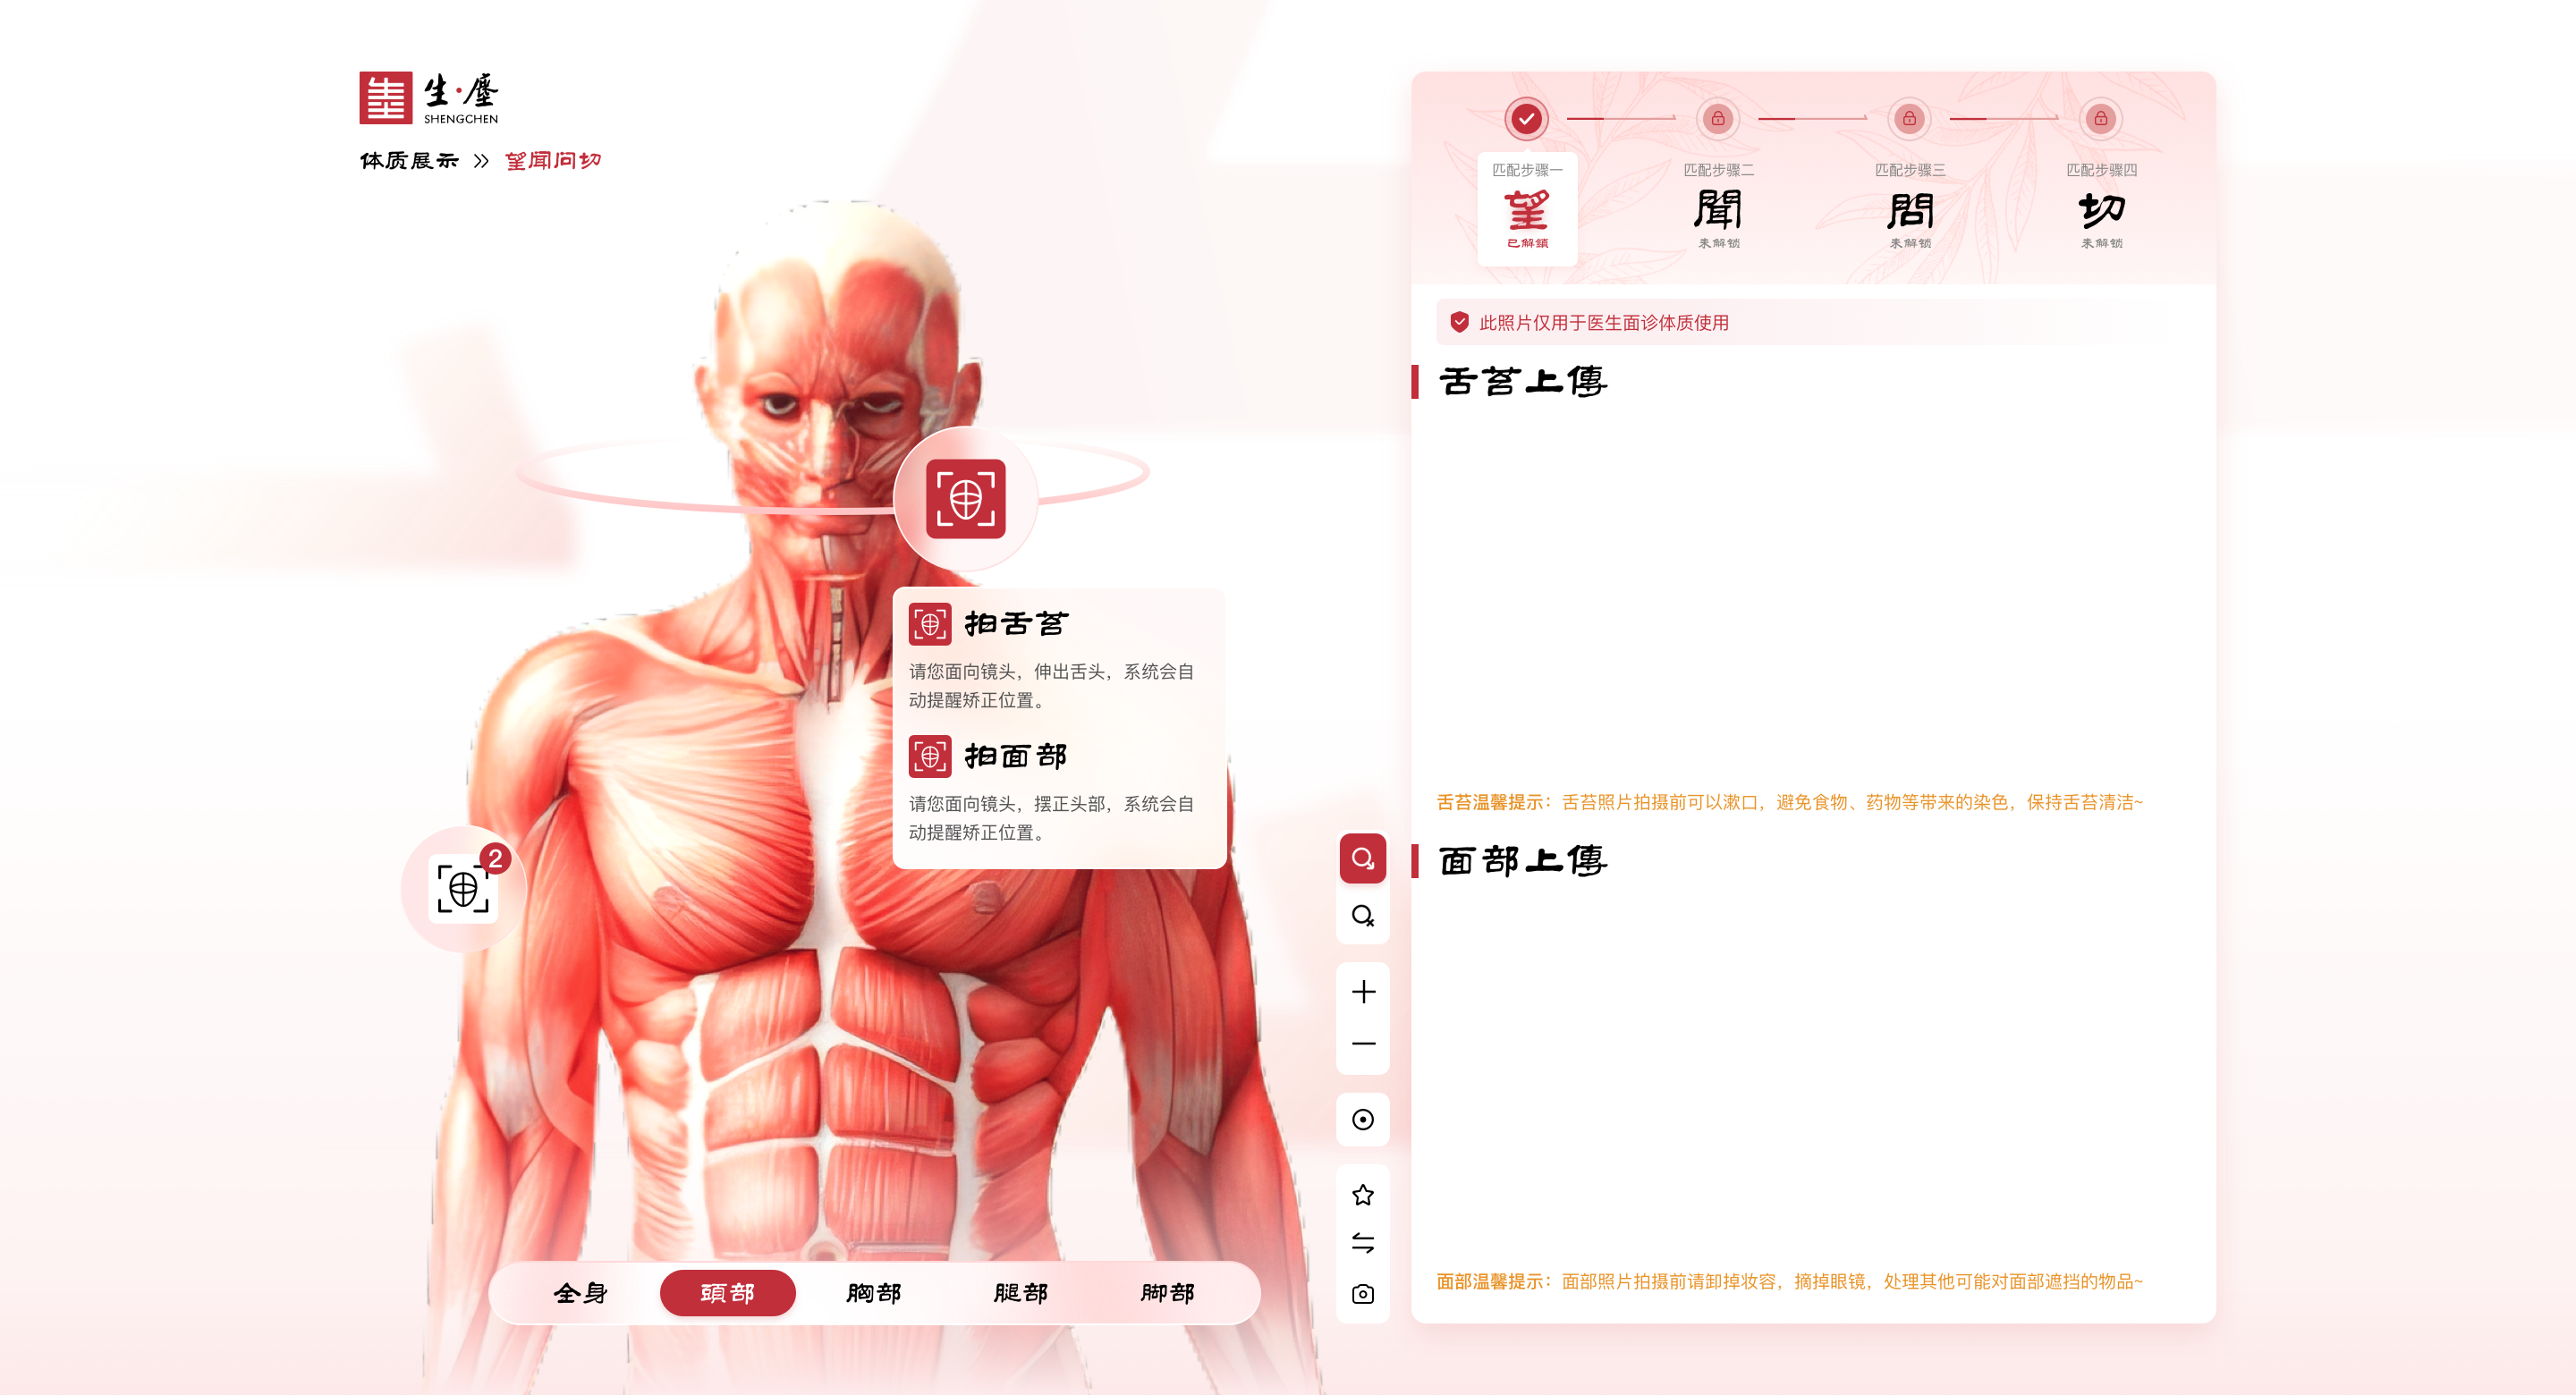 生·塵
SHENGCHEN
体质展示 » 望闻问切
匹配步骤一
望
已解鎖
匹配步骤二
聞
未解锁
匹配步骤三
問
未解锁
匹配步骤四
切
未解锁
此照片仅用于医生面诊体质使用
舌苔上傳
舌苔温馨提示：舌苔照片拍摄前可以漱口，避免食物、药物等带来的染色，保持舌苔清洁~
面部上傳
面部温馨提示：面部照片拍摄前请卸掉妆容，摘掉眼镜，处理其他可能对面部遮挡的物品~
拍舌苔
请您面向镜头，伸出舌头，系统会自
动提醒矫正位置。
拍面部
请您面向镜头，摆正头部，系统会自
动提醒矫正位置。
2
全身
頭部
胸部
腿部
脚部